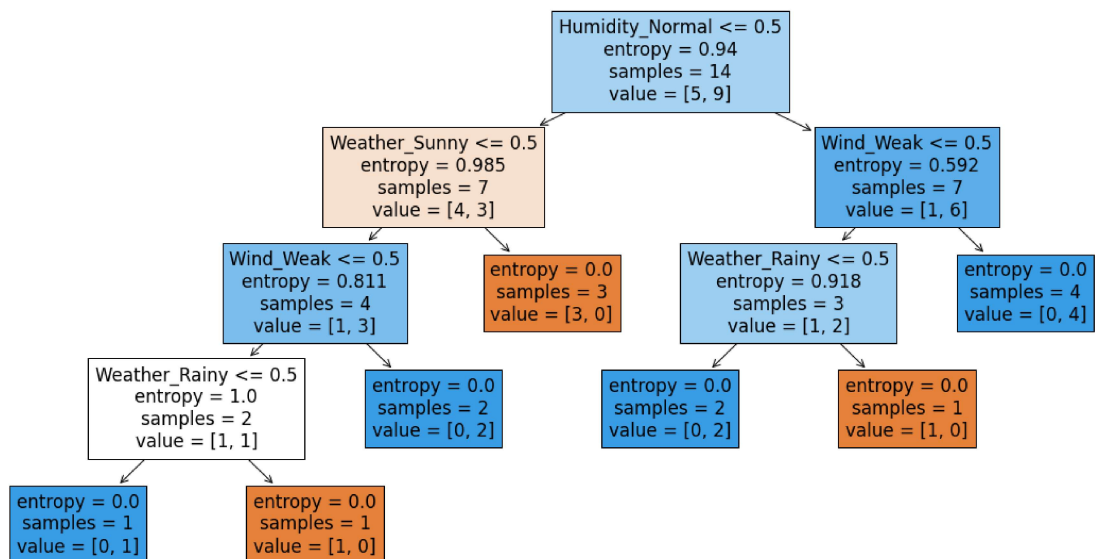 Humidity_Normal <= 0.5
entropy = 0.94
samples = 14
value = [5, 9]
Weather_Sunny <= 0.5
entropy = 0.985
samples = 7
value = [4, 3]
Wind_Weak <= 0.5
entropy = 0.592
samples = 7
value = [1, 6]
Wind_Weak <= 0.5
entropy = 0.811
samples = 4
value = [1, 3]
entropy = 0.0
samples = 3
value = [3, 0]
Weather_Rainy <= 0.5
entropy = 0.918
samples = 3
value = [1, 2]
entropy = 0.0
samples = 4
value = [0, 4]
Weather_Rainy <= 0.5
entropy = 1.0
samples = 2
value = [1, 1]
entropy = 0.0
samples = 2
value = [0, 2]
entropy = 0.0
samples = 2
value = [0, 2]
entropy = 0.0
samples = 1
value = [1, 0]
entropy = 0.0
samples = 1
value = [0, 1]
entropy = 0.0
samples = 1
value = [1, 0]